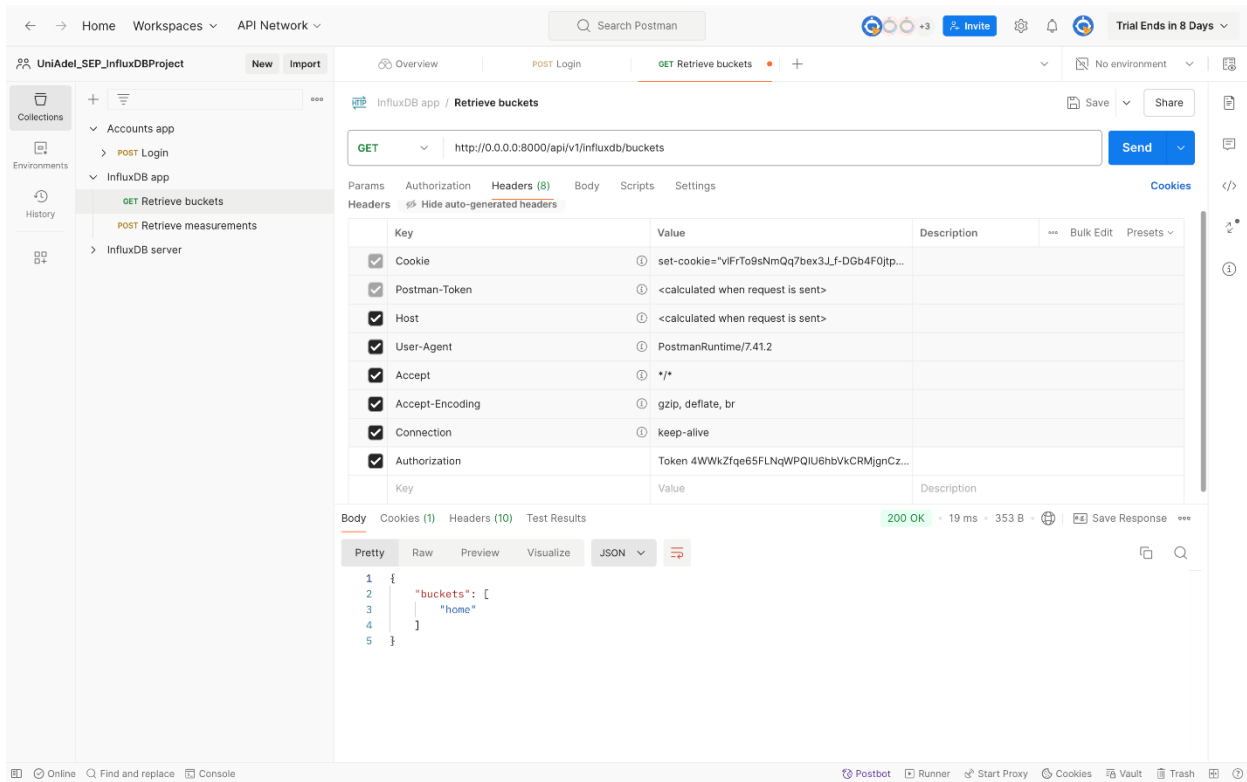 Home Workspaces API Network Search Postman +3 Invite Trial Ends in 8 Days
UniAdel_SEP_InfluxDBProject New Import Overview POST Login GET Retrieve buckets No environment
Collections
Environments
History
Accounts app
POST Login
InfluxDB app
GET Retrieve buckets
POST Retrieve measurements
InfluxDB server
HTTP InfluxDB app / Retrieve buckets Save Share
GET http://0.0.0.0:8000/api/v1/influxdb/buckets Send
Params Authorization Headers (8) Body Scripts Settings Cookies
Headers Hide auto-generated headers
Key Value Description Bulk Edit Presets
Cookie set-cookie="vlFrTo9sNmQq7bex3J_f-DGb4F0jtp...
Postman-Token <calculated when request is sent>
Host <calculated when request is sent>
User-Agent PostmanRuntime/7.41.2
Accept */*
Accept-Encoding gzip, deflate, br
Connection keep-alive
Authorization Token 4WWkZfqe65FLNqWPQIU6hbVkCRMjgnCz...
Key Value Description
Body Cookies (1) Headers (10) Test Results 200 OK 19 ms 353 B Save Response
Pretty Raw Preview Visualize JSON
1 {
2 "buckets": [
3 "home"
4 ]
5 }
Online Find and replace Console Postbot Runner Start Proxy Cookies Vault Trash